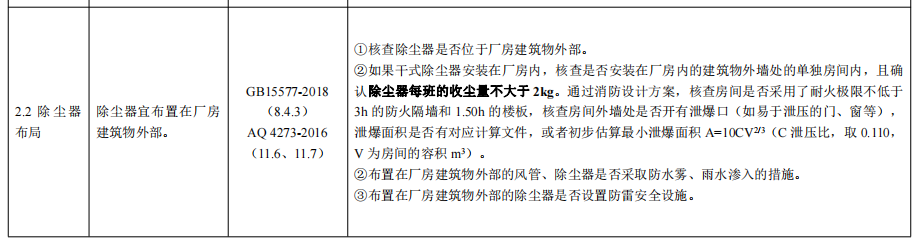 2.2 除尘器
布局
除尘器宜布置在厂房
建筑物外部。
GB15577-2018
（8.4.3）
AQ 4273-2016
（11.6、11.7）
①核查除尘器是否位于厂房建筑物外部。
②如果干式除尘器安装在厂房内，核查是否安装在厂房内的建筑物外墙处的单独房间内，且确
认除尘器每班的收尘量不大于 2kg。通过消防设计方案，核查房间是否采用了耐火极限不低于
3h 的防火隔墙和 1.50h 的楼板，核查房间外墙处是否开有泄爆口（如易于泄压的门、窗等），
泄爆面积是否有对应计算文件，或者初步估算最小泄爆面积 A=10CV²ᐟ³（C 泄压比，取 0.110，
V 为房间的容积 m³）。
②布置在厂房建筑物外部的风管、除尘器是否采取防水雾、雨水渗入的措施。
③布置在厂房建筑物外部的除尘器是否设置防雷安全设施。